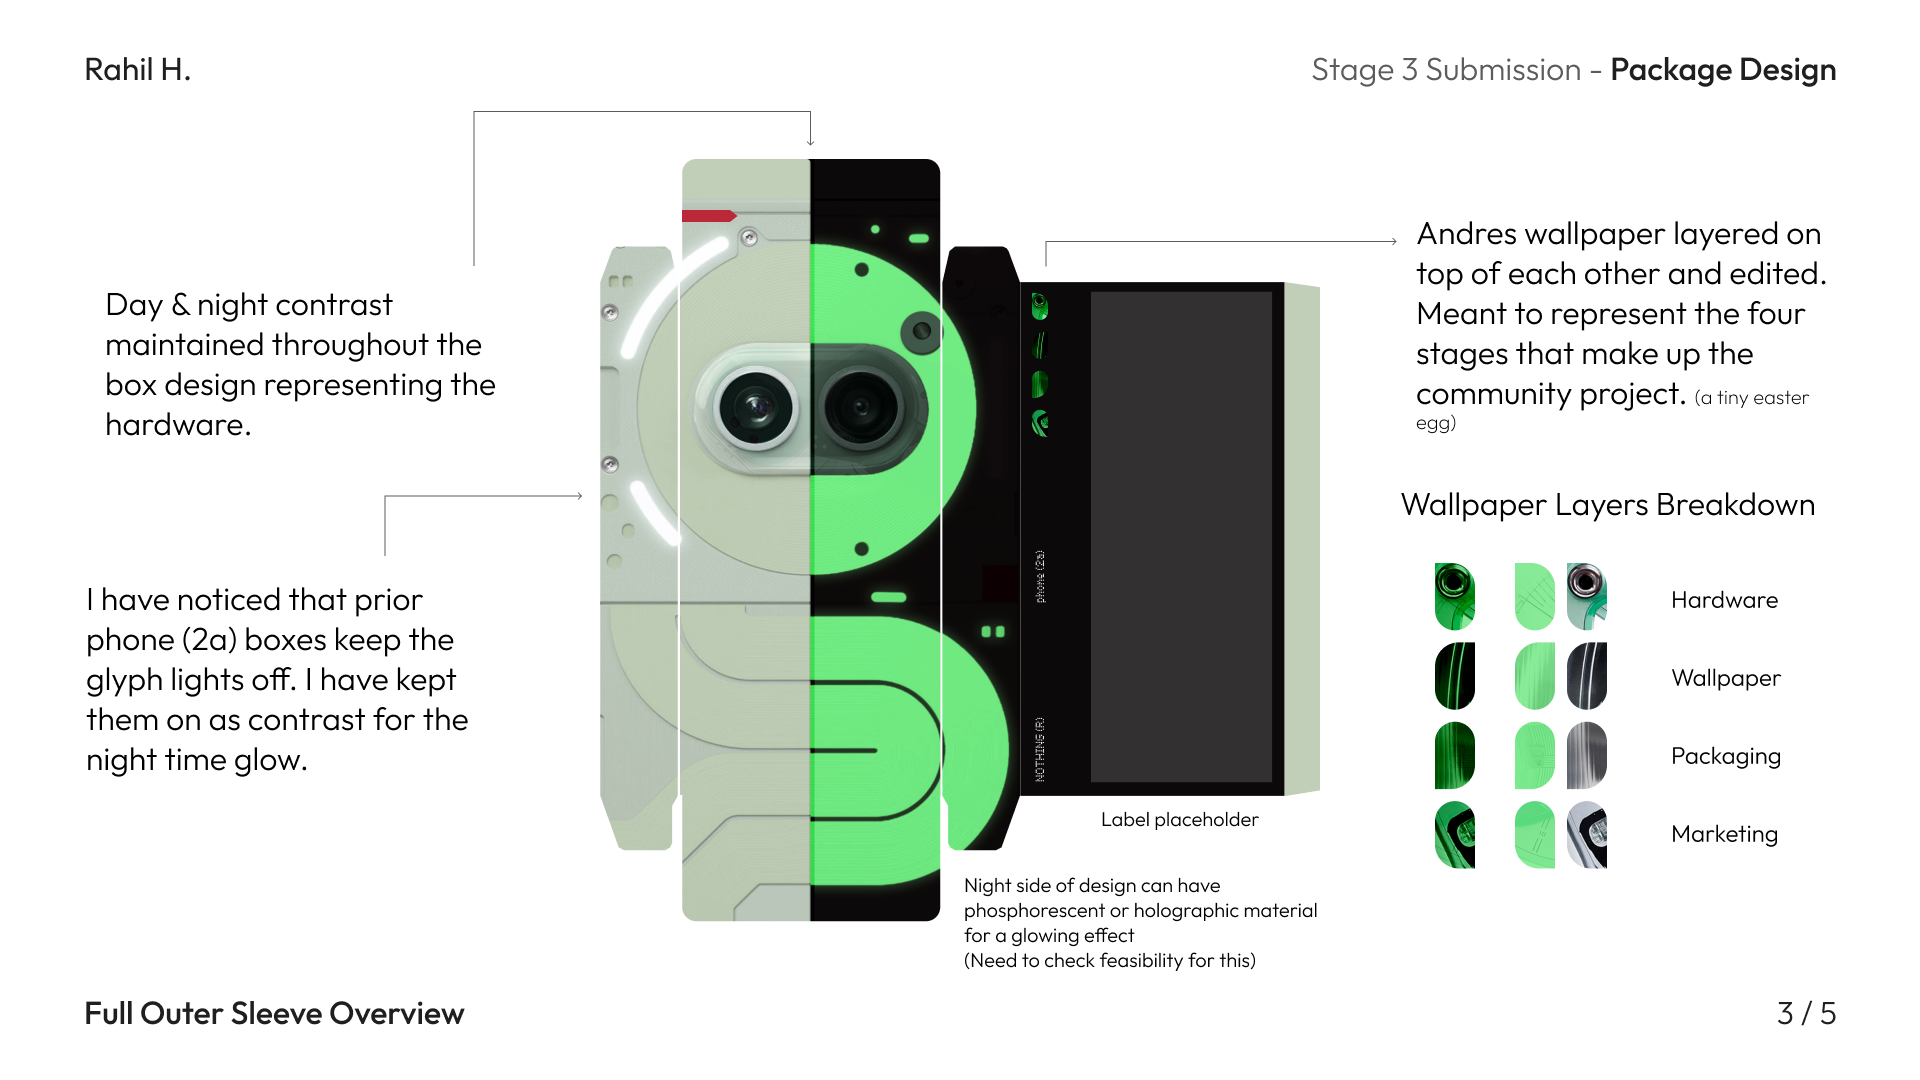 Rahil H.
Stage 3 Submission - Package Design
Day & night contrast
maintained throughout the
box design representing the
hardware.
I have noticed that prior
phone (2a) boxes keep the
glyph lights off. I have kept
them on as contrast for the
night time glow.
phone (2a)
NOTHING (R)
Label placeholder
Night side of design can have
phosphorescent or holographic material
for a glowing effect
(Need to check feasibility for this)
Andres wallpaper layered on
top of each other and edited.
Meant to represent the four
stages that make up the
community project. (a tiny easter
egg)
Wallpaper Layers Breakdown
Hardware
Wallpaper
Packaging
Marketing
Full Outer Sleeve Overview
3 / 5